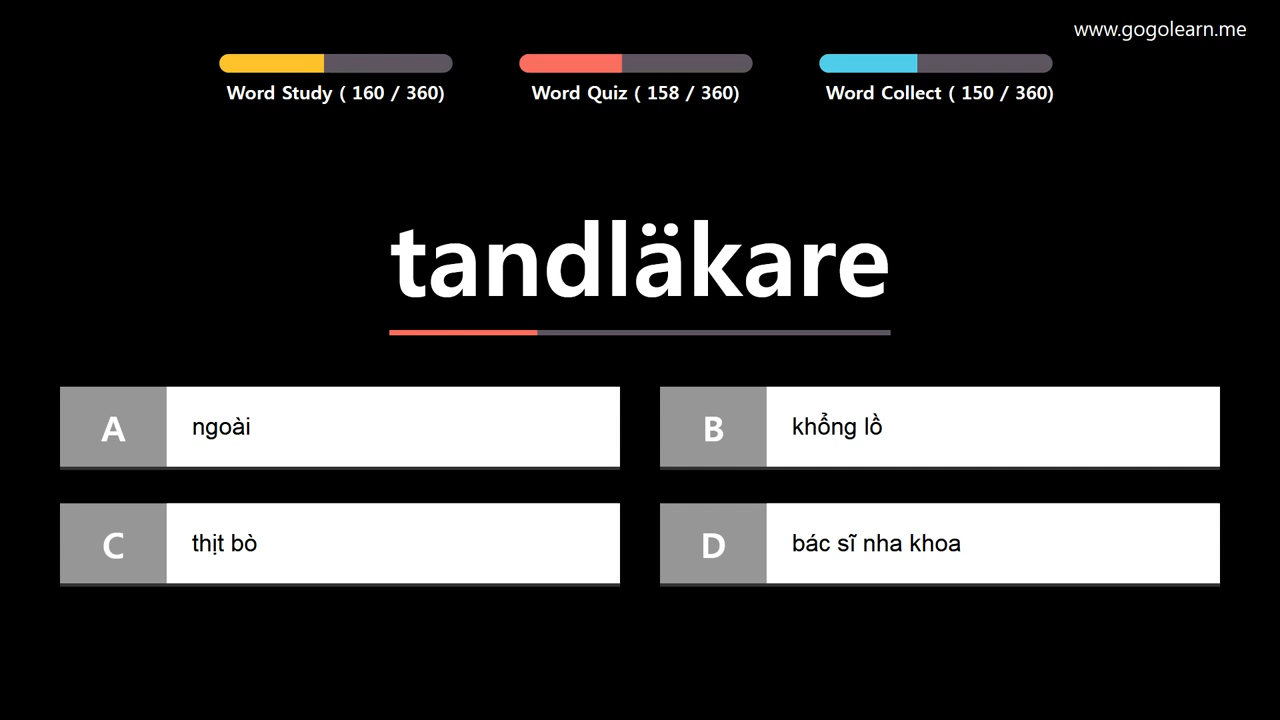 www.gogolearn.me
Word Study ( 160 / 360)
Word Quiz ( 158 / 360)
Word Collect ( 150 / 360)
tandläkare
A
ngoài
B
khổng lồ
C
thịt bò
D
bác sĩ nha khoa